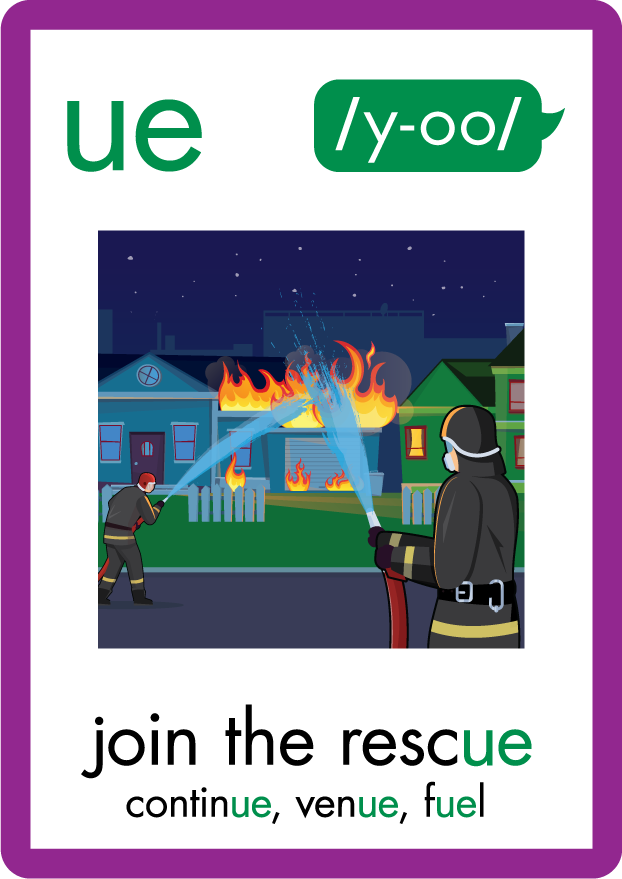 ue
/y-oo/
join the rescue
continue, venue, fuel